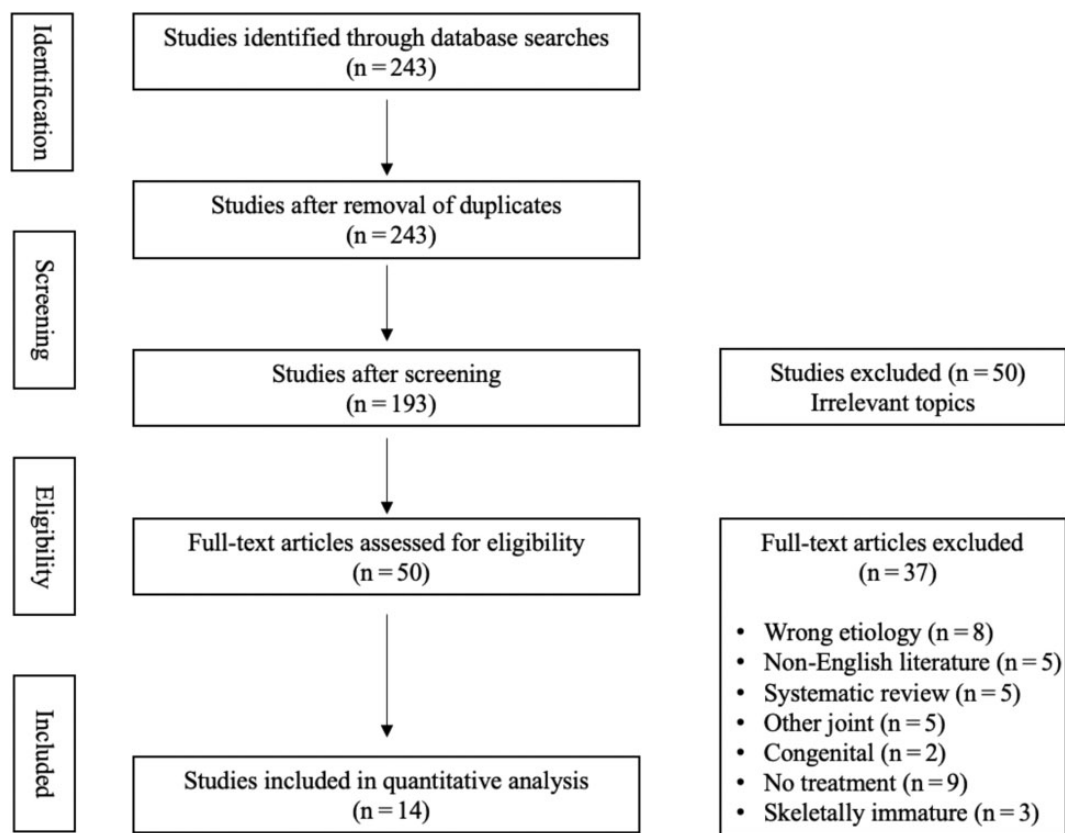 Identification
Studies identified through database searches
(n = 243)
Studies after removal of duplicates
(n = 243)
Screening
Studies after screening
(n = 193)
Studies excluded (n = 50)
Irrelevant topics
Eligibility
Full-text articles assessed for eligibility
(n = 50)
Full-text articles excluded
(n = 37)
• Wrong etiology (n = 8)
• Non-English literature (n = 5)
• Systematic review (n = 5)
• Other joint (n = 5)
• Congenital (n = 2)
• No treatment (n = 9)
• Skeletally immature (n = 3)
Included
Studies included in quantitative analysis
(n = 14)